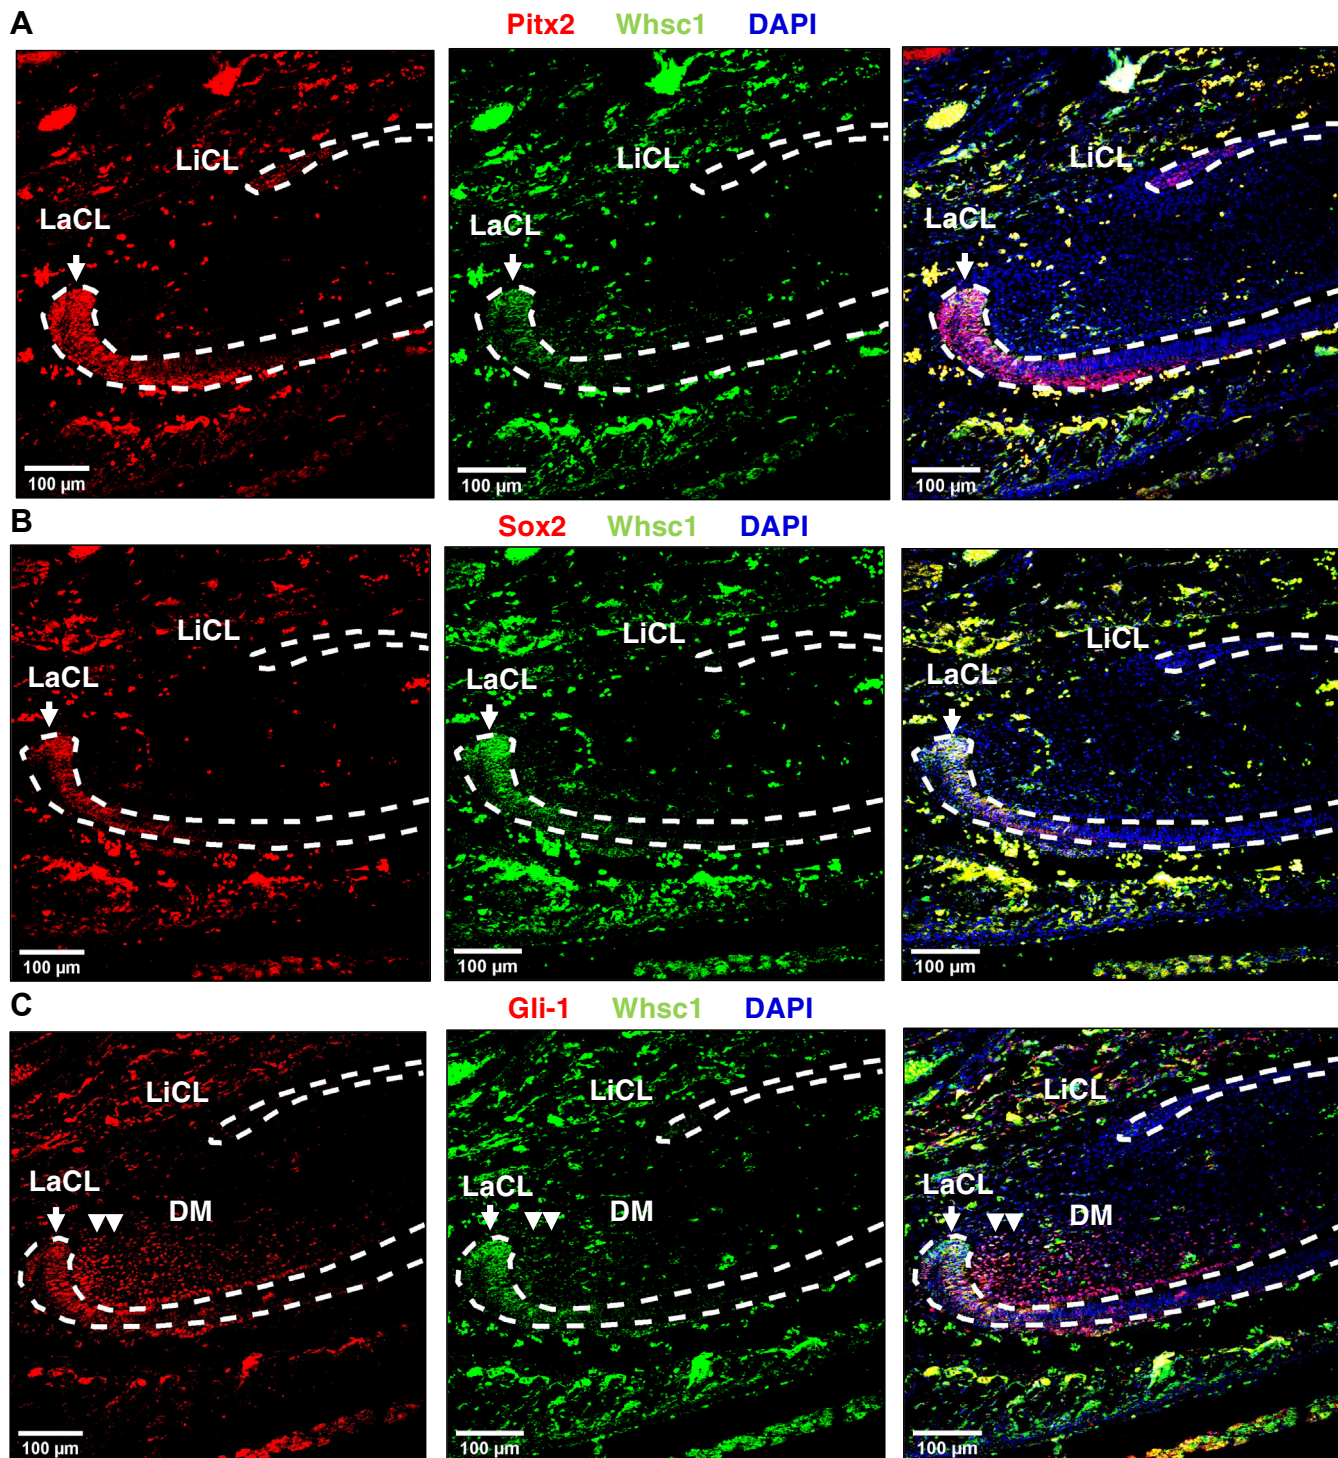 A
Pitx2 Whsc1 DAPI
LiCL LiCL LiCL
LaCL LaCL LaCL
100 µm 100 µm 100 µm
B
Sox2 Whsc1 DAPI
LiCL LiCL LiCL
LaCL LaCL LaCL
100 µm 100 µm 100 µm
C
Gli-1 Whsc1 DAPI
LiCL LiCL LiCL
LaCL LaCL LaCL
DM DM DM
100 µm 100 µm 100 µm